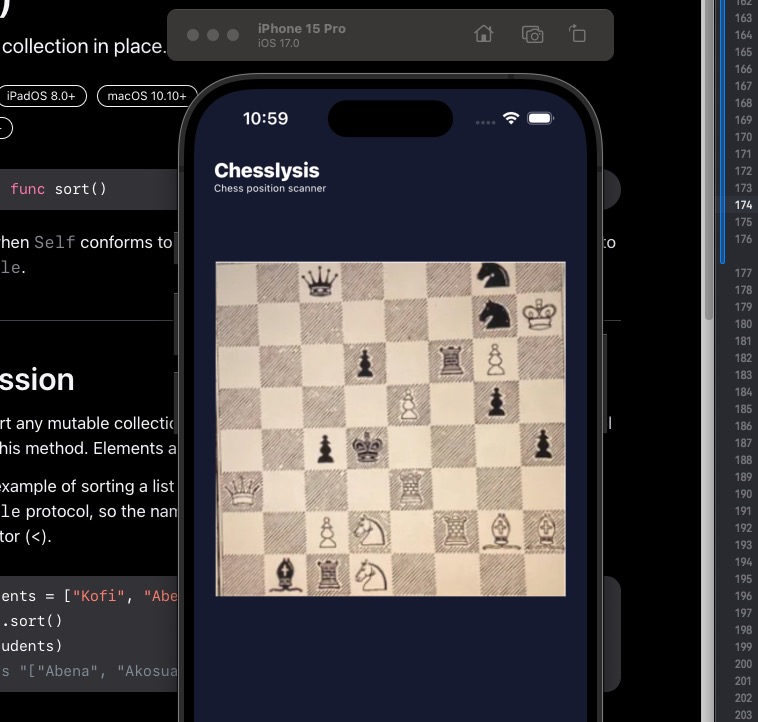 )
collection in place.
iPadOS 8.0+
macOS 10.10+
func sort()
hen Self conforms to
to
le.
ssion
rt any mutable collectic
l
his method. Elements a
example of sorting a list
le protocol, so the nam
tor (<).
ents = ["Kofi", "Abe
.sort()
udents)
s "["Abena", "Akosua
iPhone 15 Pro
iOS 17.0
10:59
Chesslysis
Chess position scanner
162
163
164
165
166
167
168
169
170
171
172
173
174
175
176
177
178
179
180
181
182
183
184
185
186
187
188
189
190
191
192
193
194
195
196
197
198
199
200
201
202
203